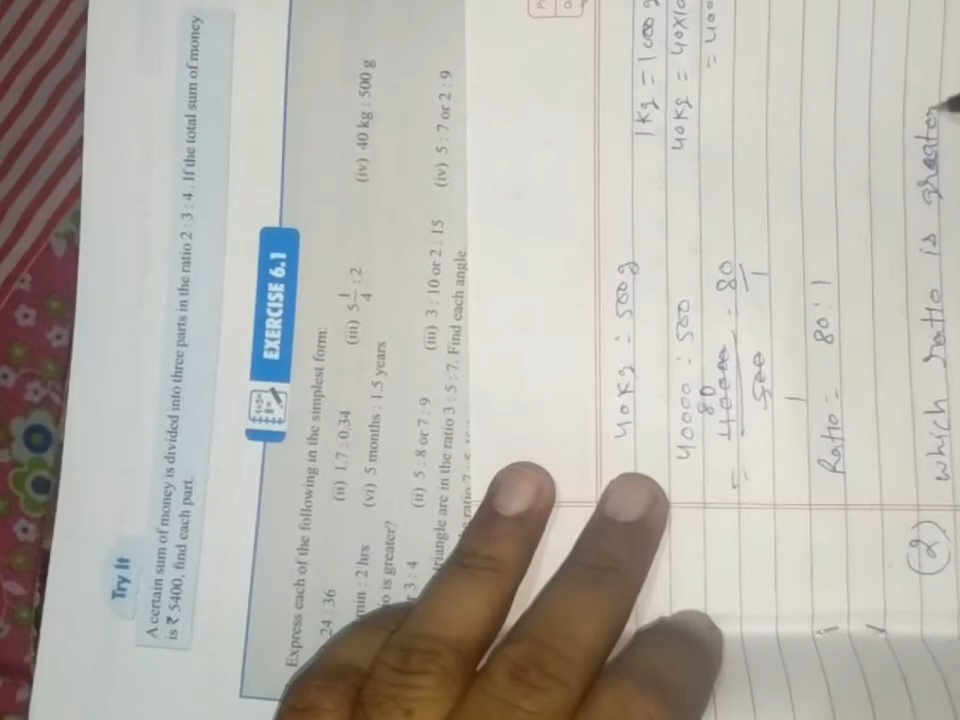 Try It
A certain sum of money is divided into three parts in the ratio 2 : 3 : 4. If the total sum of money
is ₹ 5400, find each part.
EXERCISE 6.1
Express each of the following in the simplest form:
24 : 36 (ii) 1.7 : 0.34 (iii) 5 1/4 : 2 (iv) 40 kg : 500 g
min : 2 hrs (vi) 5 months : 1.5 years
is greater?
3 : 4 (ii) 5 : 8 or 7 : 9 (iii) 3 : 10 or 2 : 15 (iv) 5 : 7 or 2 : 9
triangle are in the ratio 3 : 5 : 7. Find each angle.
ratio
40Kg : 500g
1Kg = 1000g
40000 : 500
40Kg = 40x10
= 400
= 40000/500 80 = 80/1
1
Ratio = 80 : 1
(2) which ratio is greater